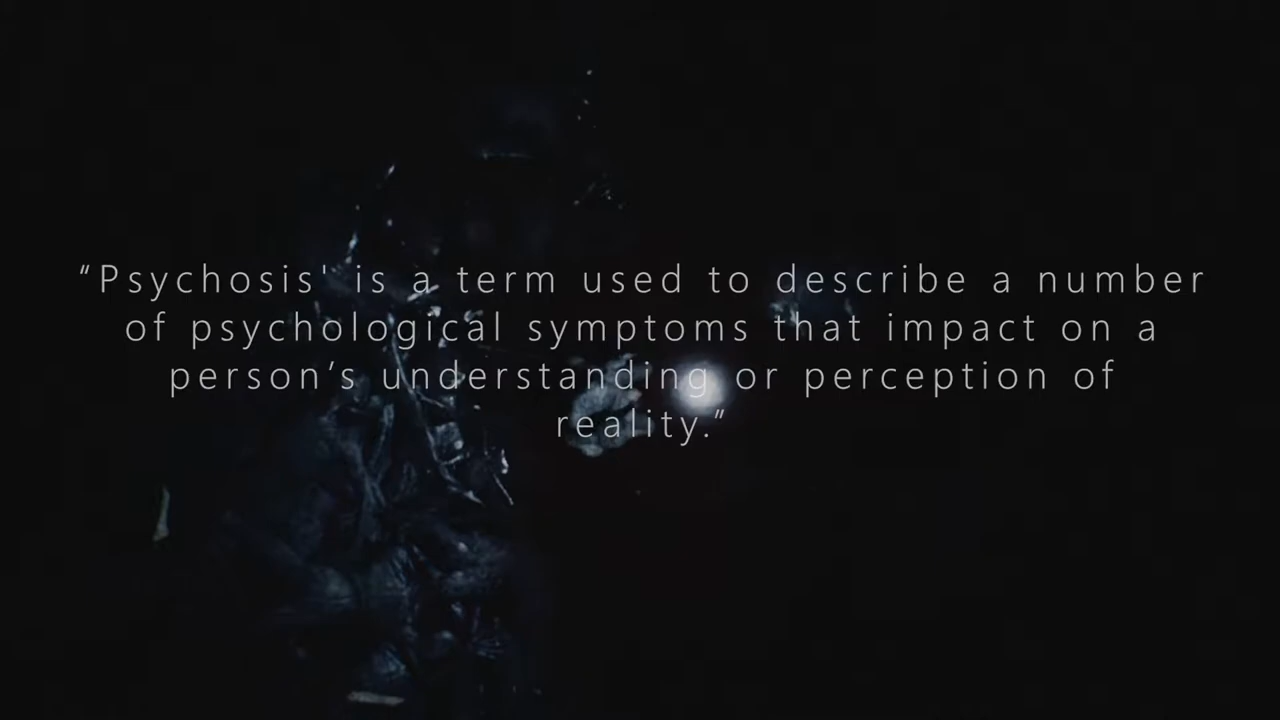 “Psychosis' is a term used to describe a number
of psychological symptoms that impact on a
person’s understanding or perception of
reality.”